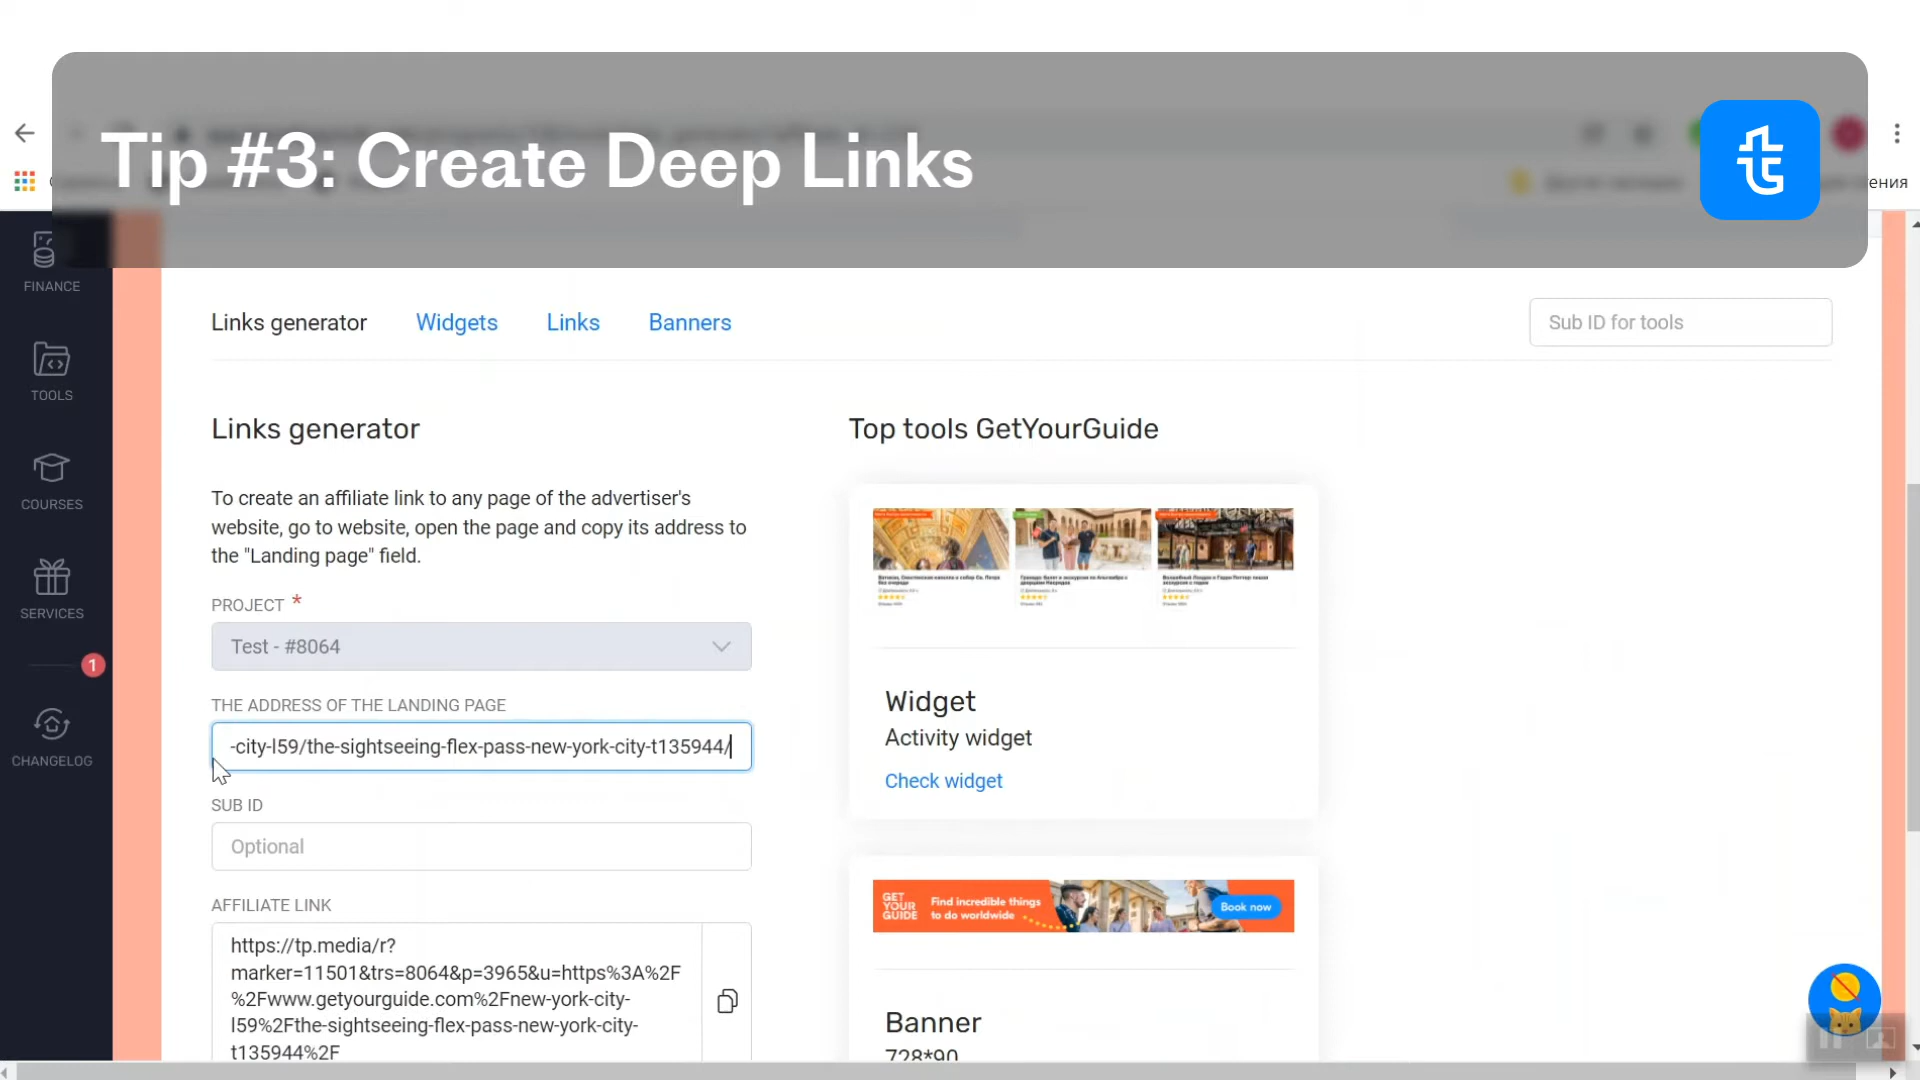 Tip #3: Create Deep Links
ения
FINANCE
TOOLS
COURSES
SERVICES
1
CHANGELOG
Links generator
Widgets
Links
Banners
Sub ID for tools
Links generator
To create an affiliate link to any page of the advertiser's
website, go to website, open the page and copy its address to
the "Landing page" field.
PROJECT *
Test - #8064
THE ADDRESS OF THE LANDING PAGE
-city-l59/the-sightseeing-flex-pass-new-york-city-t135944/
SUB ID
Optional
AFFILIATE LINK
https://tp.media/r?
marker=11501&trs=8064&p=3965&u=https%3A%2F
%2Fwww.getyourguide.com%2Fnew-york-city-
l59%2Fthe-sightseeing-flex-pass-new-york-city-
t135944%2F
Top tools GetYourGuide
Widget
Activity widget
Check widget
GET
YOUR
GUIDE
Find incredible things
to do worldwide
Book now
Banner
728*90